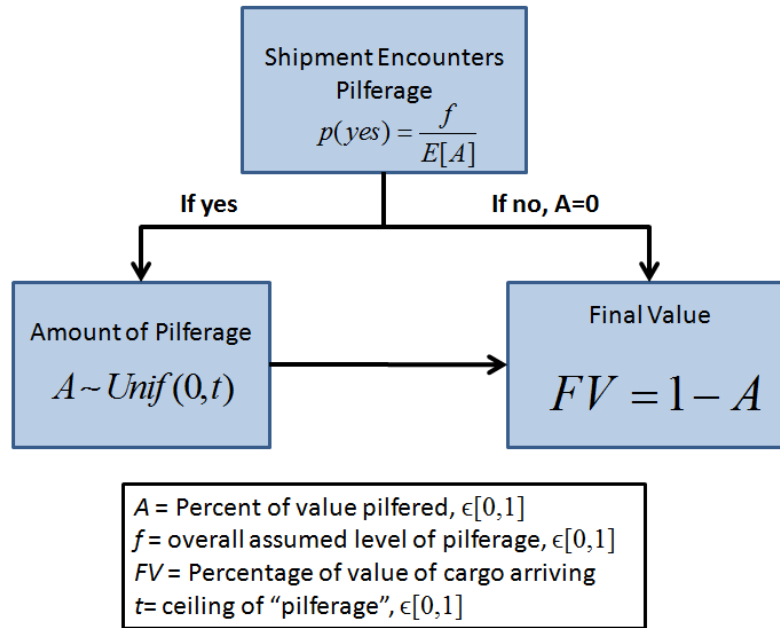 Shipment Encounters
Pilferage
p(yes) = f / E[A]
If yes
If no, A=0
Amount of Pilferage
A ~ Unif (0,t)
Final Value
FV = 1 − A
A = Percent of value pilfered, ϵ[0,1]
f = overall assumed level of pilferage, ϵ[0,1]
FV = Percentage of value of cargo arriving
t= ceiling of “pilferage”, ϵ[0,1]